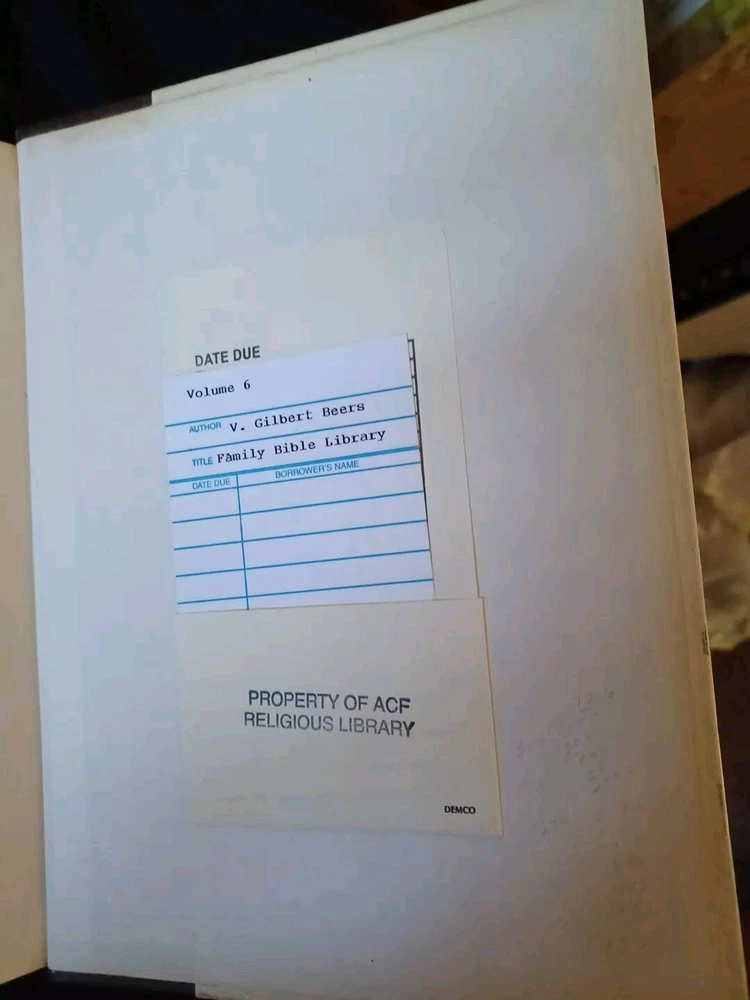 DATE DUE
Volume 6
AUTHOR V. Gilbert Beers
TITLE Family Bible Library
DATE DUE BORROWER'S NAME
PROPERTY OF ACF
RELIGIOUS LIBRARY
DEMCO